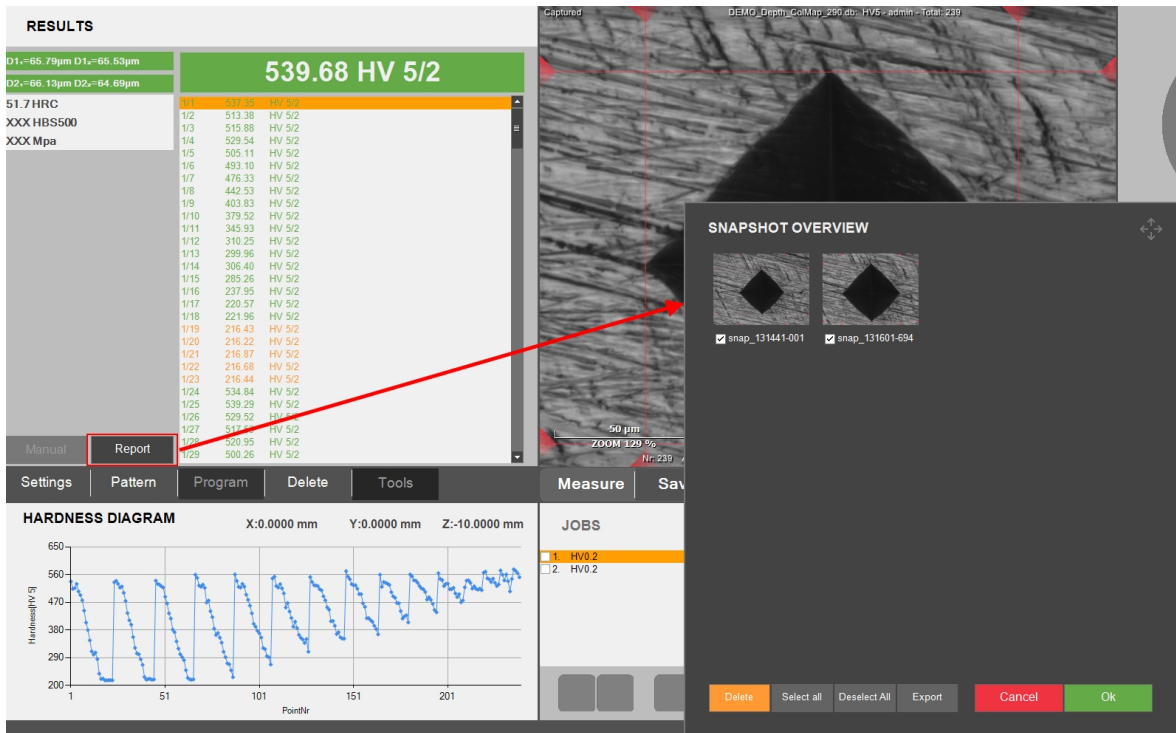 RESULTS
D1₁=65.79µm D1₂=65.53µm
D2₁=66.13µm D2₂=64.69µm
539.68 HV 5/2
51.7 HRC
XXX HBS500
XXX Mpa
1/1 537.35 HV 5/2
1/2 513.38 HV 5/2
1/3 515.88 HV 5/2
1/4 529.54 HV 5/2
1/5 505.11 HV 5/2
1/6 493.10 HV 5/2
1/7 476.33 HV 5/2
1/8 442.53 HV 5/2
1/9 403.83 HV 5/2
1/10 379.52 HV 5/2
1/11 345.93 HV 5/2
1/12 310.25 HV 5/2
1/13 299.96 HV 5/2
1/14 306.40 HV 5/2
1/15 285.26 HV 5/2
1/16 237.95 HV 5/2
1/17 220.57 HV 5/2
1/18 221.96 HV 5/2
1/19 216.43 HV 5/2
1/20 216.22 HV 5/2
1/21 216.87 HV 5/2
1/22 216.68 HV 5/2
1/23 216.44 HV 5/2
1/24 534.84 HV 5/2
1/25 539.29 HV 5/2
1/26 529.52 HV 5/2
1/27 HV 5/2
1/28 520.95 HV 5/2
1/29 500.26 HV 5/2
Manual Report
Settings Pattern Program Delete Tools
HARDNESS DIAGRAM X:0.0000 mm Y:0.0000 mm Z:-10.0000 mm
Hardness[HV 5]
650
560
470
380
290
200
1 51 101 151 201
PointNr
Captured DEMO_Depth_ColMap_290 db: HV5 - admin - Total: 239
50 µm
ZOOM 129 %
Nr: 239
Measure Sav
JOBS
1. HV0.2
2. HV0.2
SNAPSHOT OVERVIEW
snap_131441-001 snap_131601-694
Delete Select all Deselect All Export Cancel Ok